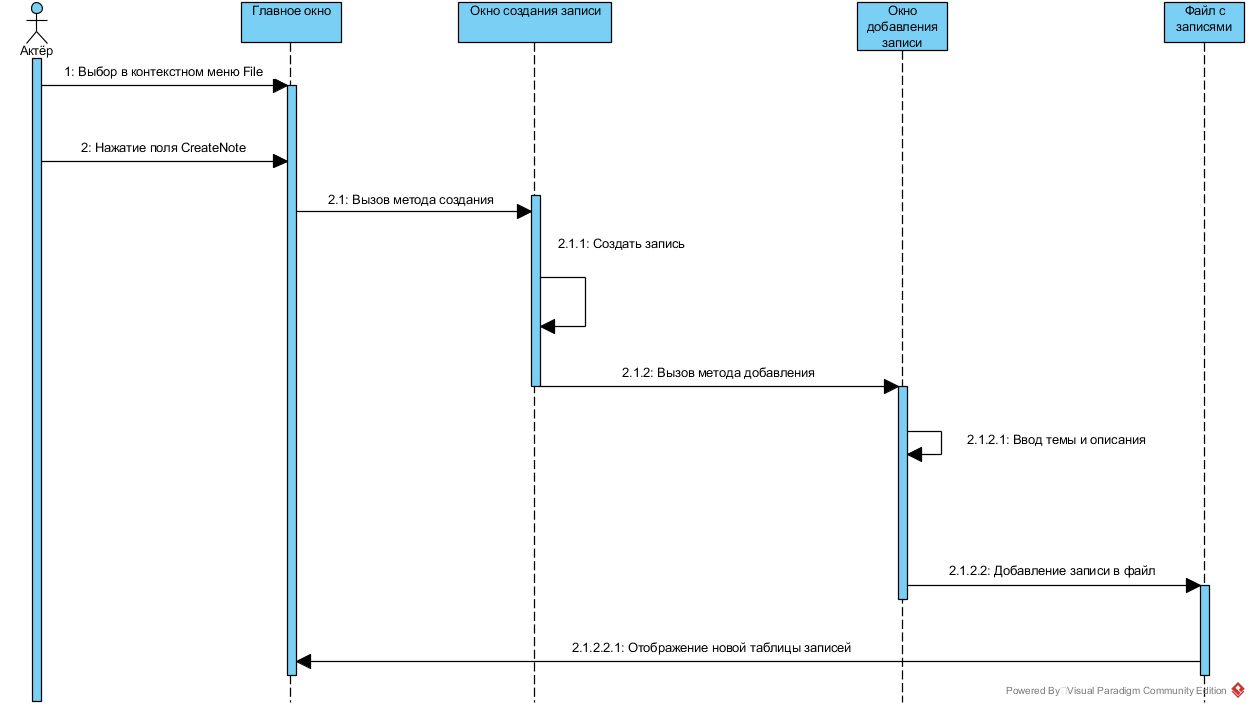 Актёр
Главное окно
Окно создания записи
Окно
добавления
записи
Файл с
записями
1: Выбор в контекстном меню File
2: Нажатие поля CreateNote
2.1: Вызов метода создания
2.1.1: Создать запись
2.1.2: Вызов метода добавления
2.1.2.1: Ввод темы и описания
2.1.2.2: Добавление записи в файл
2.1.2.2.1: Отображение новой таблицы записей
Powered By Visual Paradigm Community Edition